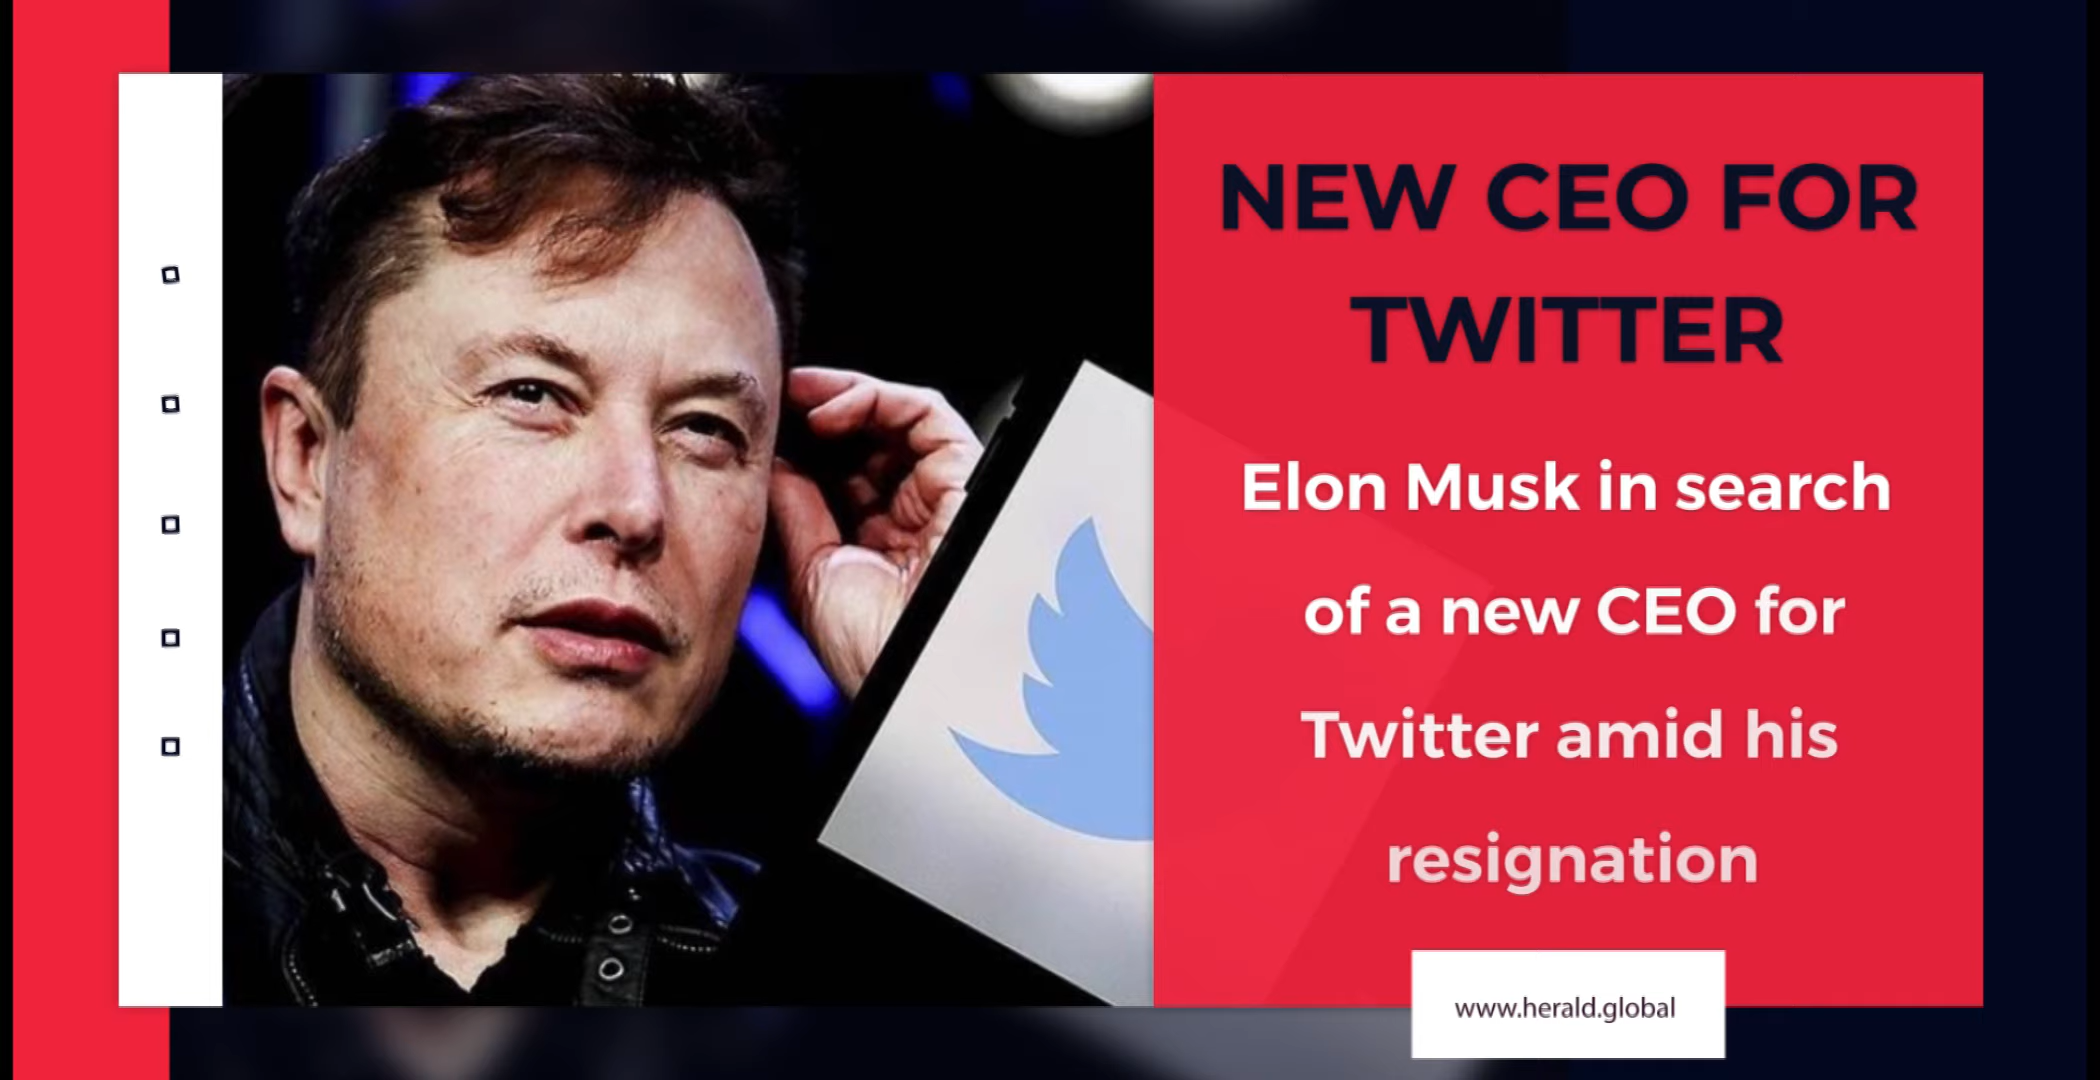 NEW CEO FOR
TWITTER
Elon Musk in search
of a new CEO for
Twitter amid his
resignation
www.herald.global